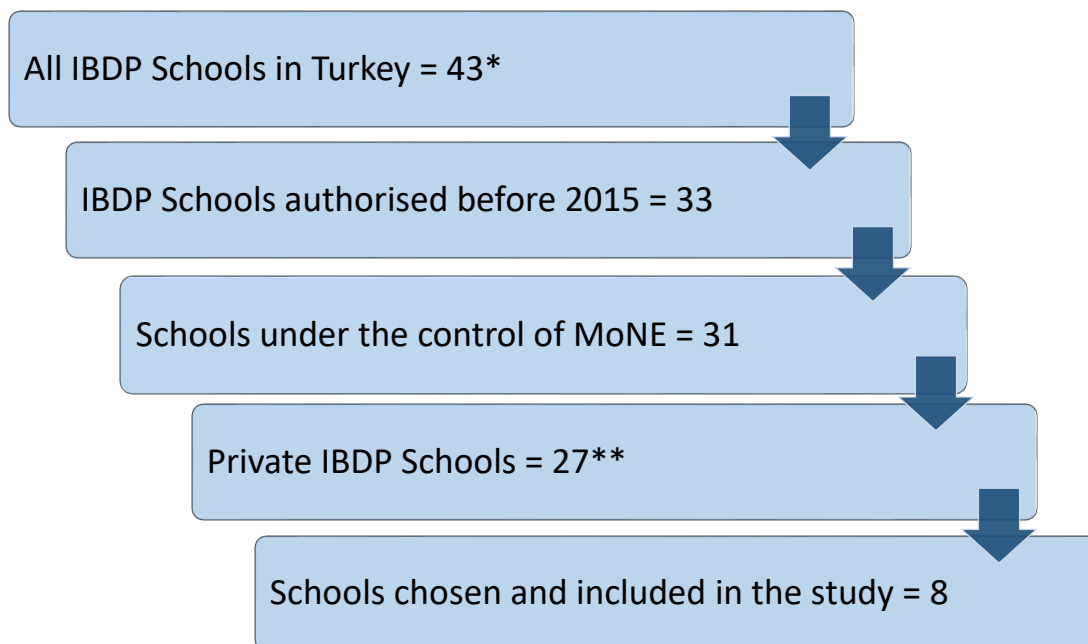 All IBDP Schools in Turkey = 43*
IBDP Schools authorised before 2015 = 33
Schools under the control of MoNE = 31
Private IBDP Schools = 27**
Schools chosen and included in the study = 8